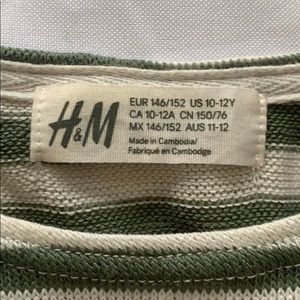 H&M
EUR 146/152 US 10-12Y
CA 10-12A CN 150/76
MX 146/152 AUS 11-12
Made in Cambodia/
Fabriqué en Cambodge